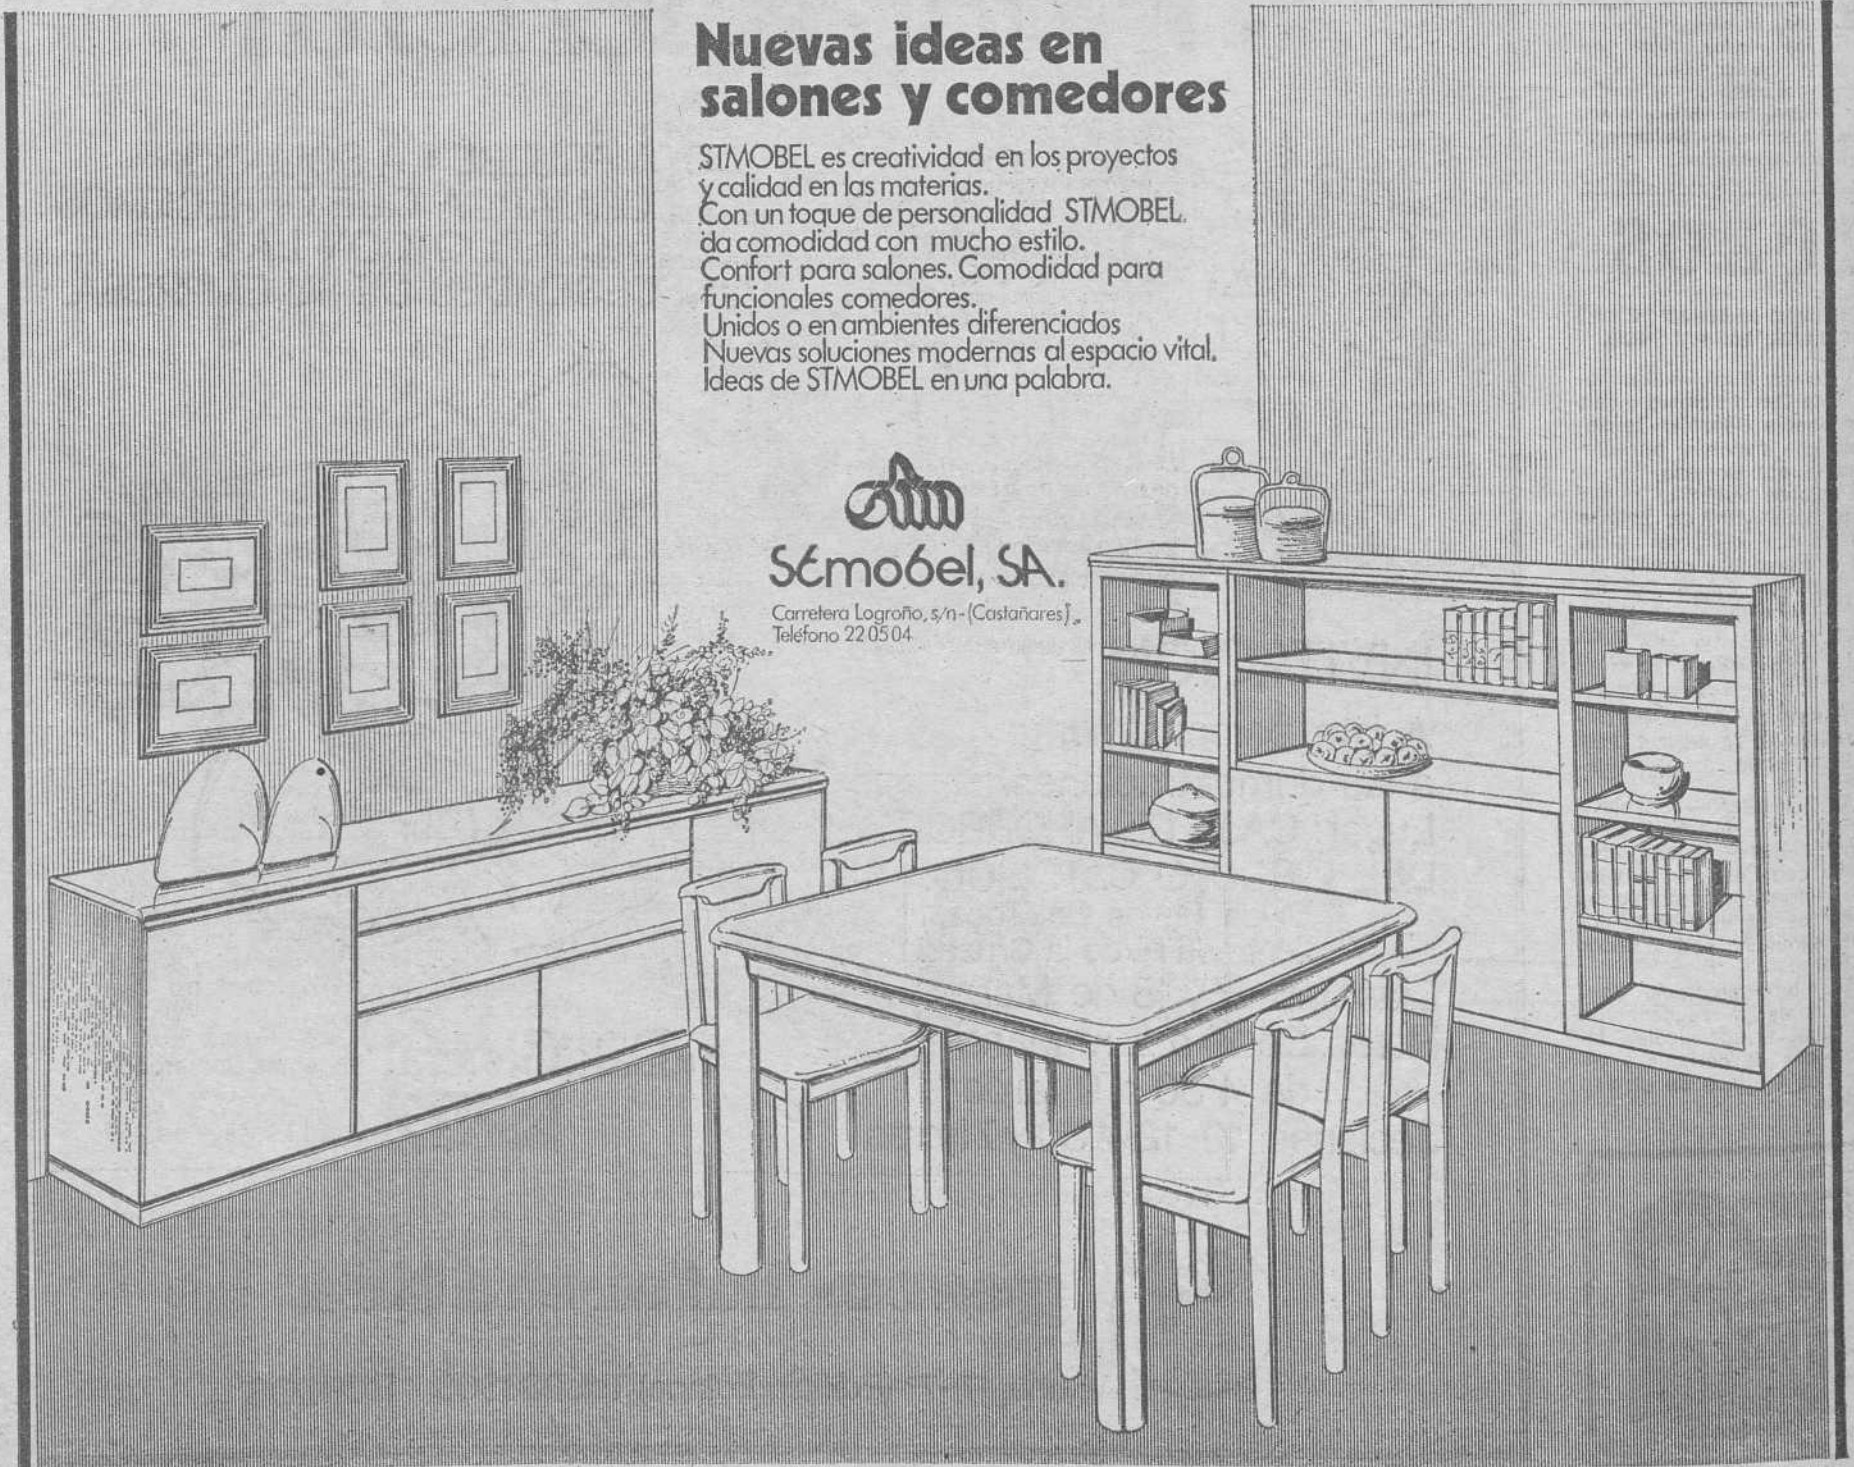 Nuevas ideas en
salones y comedores
STMOBEL es creatividad en los proyectos
y calidad en las materias.
Con un toque de personalidad STMOBEL.
da comodidad con mucho estilo.
Confort para salones. Comodidad para
funcionales comedores.
Unidos o en ambientes diferenciados
Nuevas soluciones modernas al espacio vital.
Ideas de STMOBEL en una palabra.
stm
Stmobel, SA.
Carretera Logroño, s/n-(Castañares).
Teléfono 22 05 04